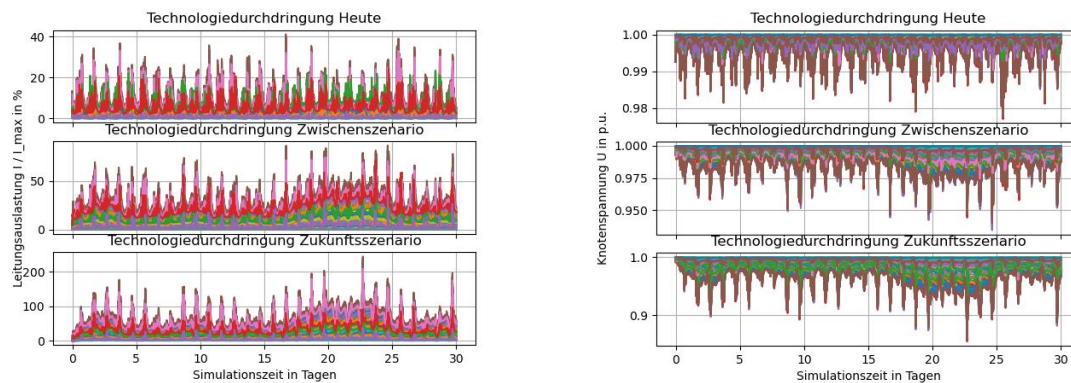 Technologiedurchdringung Heute
40
20
0
Technologiedurchdringung Zwischenszenario
50
0
Technologiedurchdringung Zukunftsszenario
200
100
0
0 5 10 15 20 25 30
Simulationszeit in Tagen
Leitungsauslastung I / I_max in %
Technologiedurchdringung Heute
1.00
0.99
0.98
Technologiedurchdringung Zwischenszenario
1.000
0.975
0.950
Technologiedurchdringung Zukunftsszenario
1.0
0.9
0 5 10 15 20 25 30
Simulationszeit in Tagen
Knotenspannung U in p.u.